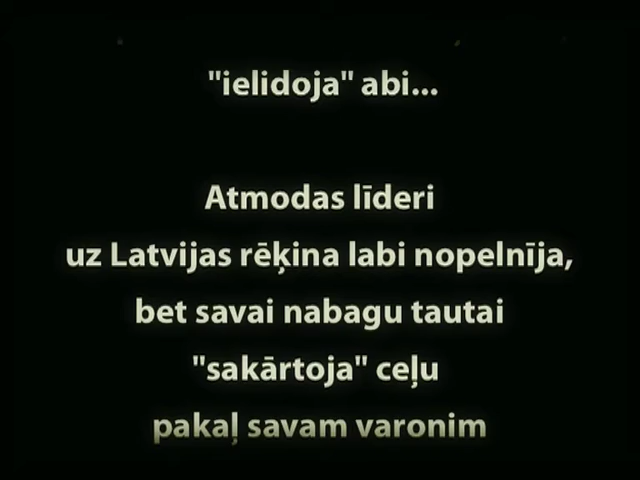 "ielidoja" abi...
Atmodas līderi
uz Latvijas rēķina labi nopelnīja,
bet savai nabagu tautai
"sakārtoja" ceļu
pakaļ savam varonim